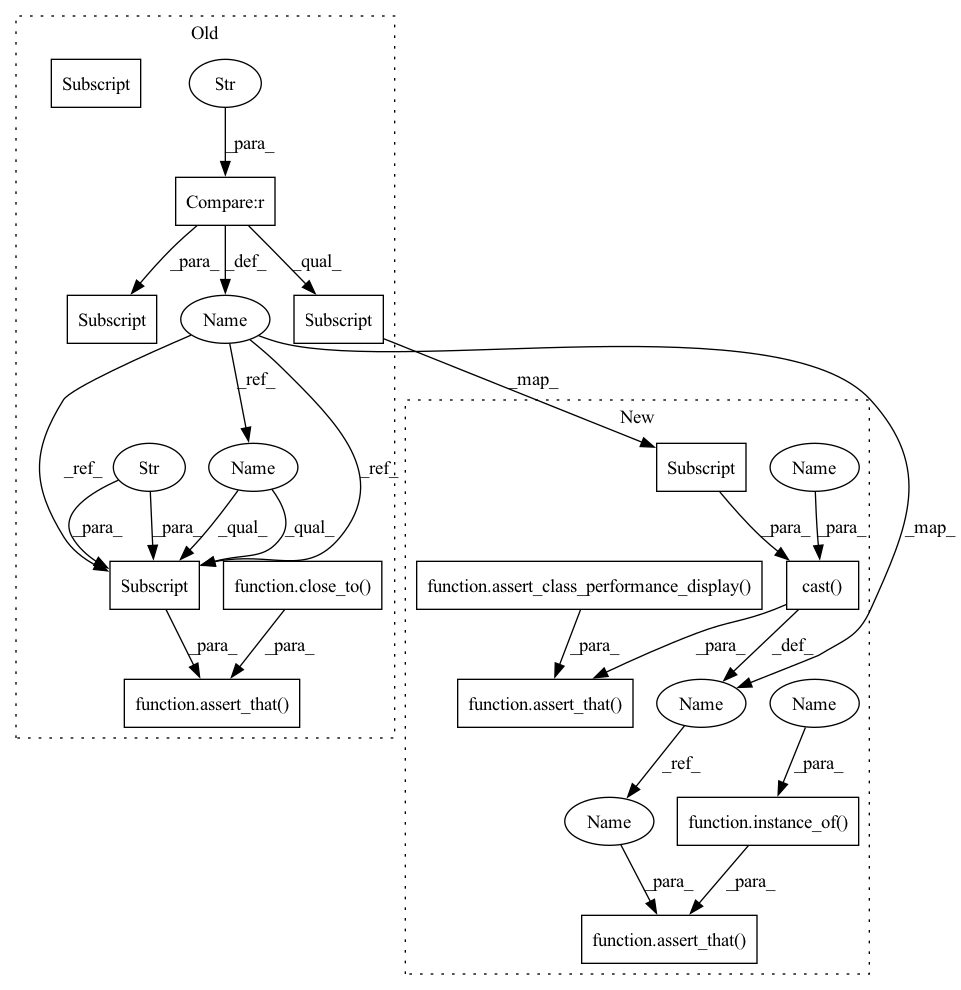 Old
Subscript
Str
_para_
Compare:r
_para_
_def_
_qual_
Subscript
Name
Subscript
_ref_
_map_
New
_ref_
Str
Name
_ref_
Subscript
Name
_para_
_para_
_qual_
_qual_
_para_
_para_
_map_
Subscript
function.close_to()
function.assert_class_performance_display()
cast()
_para_
_para_
_para_
_para_
_def_
function.assert_that()
function.assert_that()
Name
Name
_ref_
_para_
Name
function.instance_of()
_para_
_para_
function.assert_that()